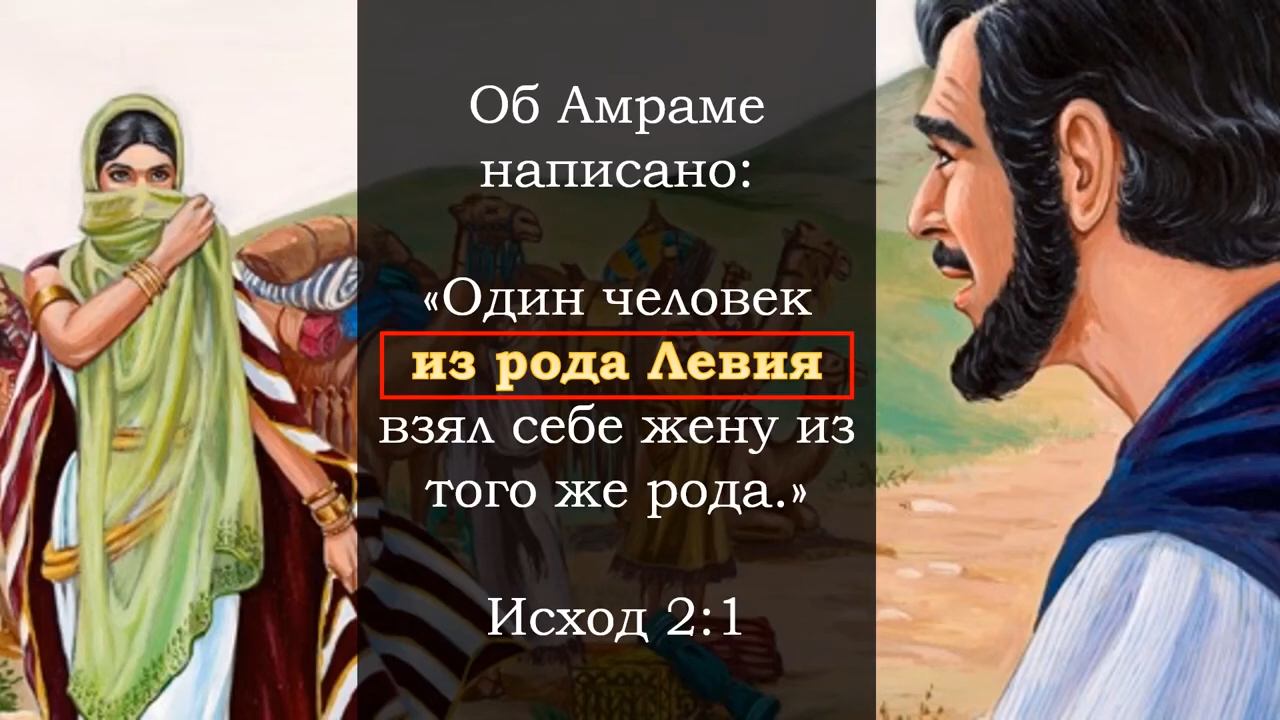 Об Амраме
написано:
«Один человек
из рода Левия
взял себе жену из
того же рода.»
Исход 2:1